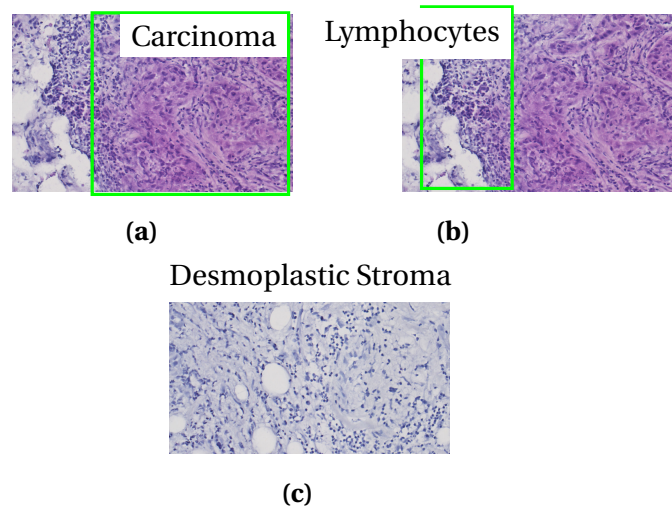 Carcinoma
Lymphocytes
(a)
(b)
Desmoplastic Stroma
(c)